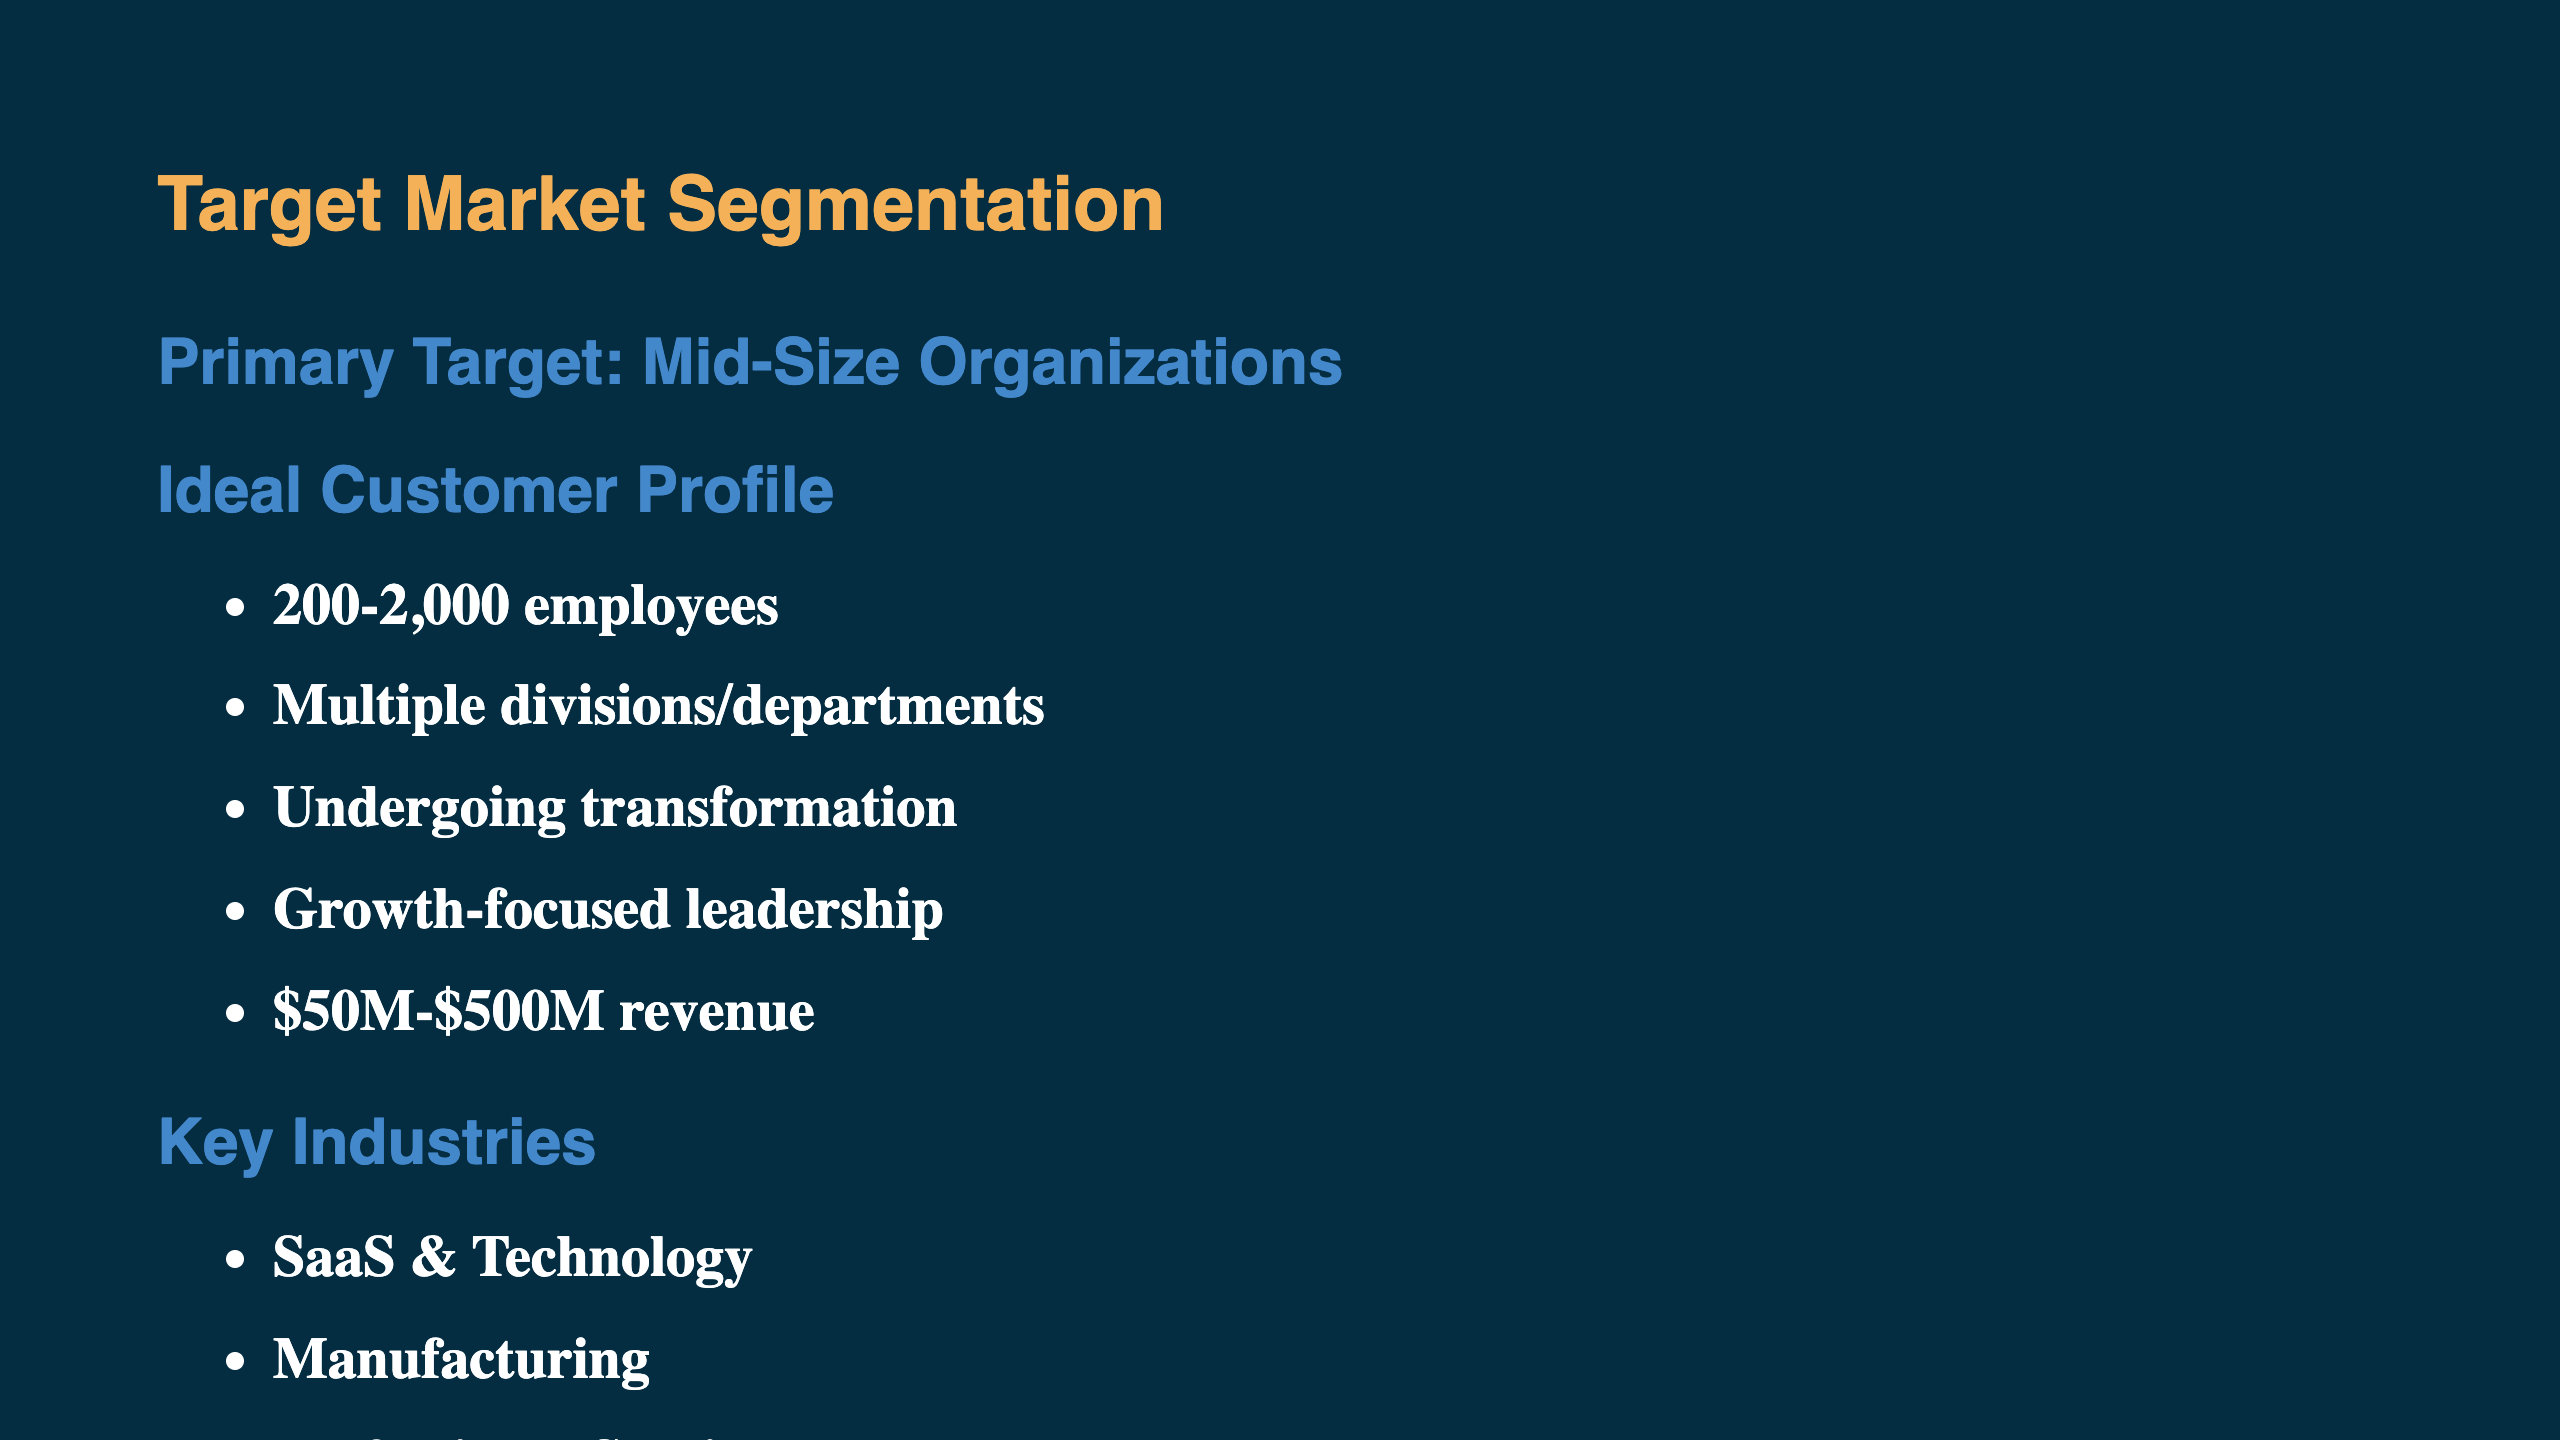 Target Market Segmentation
Primary Target: Mid-Size Organizations
Ideal Customer Profile
• 200-2,000 employees
• Multiple divisions/departments
• Undergoing transformation
• Growth-focused leadership
• $50M-$500M revenue
Key Industries
• SaaS & Technology
• Manufacturing